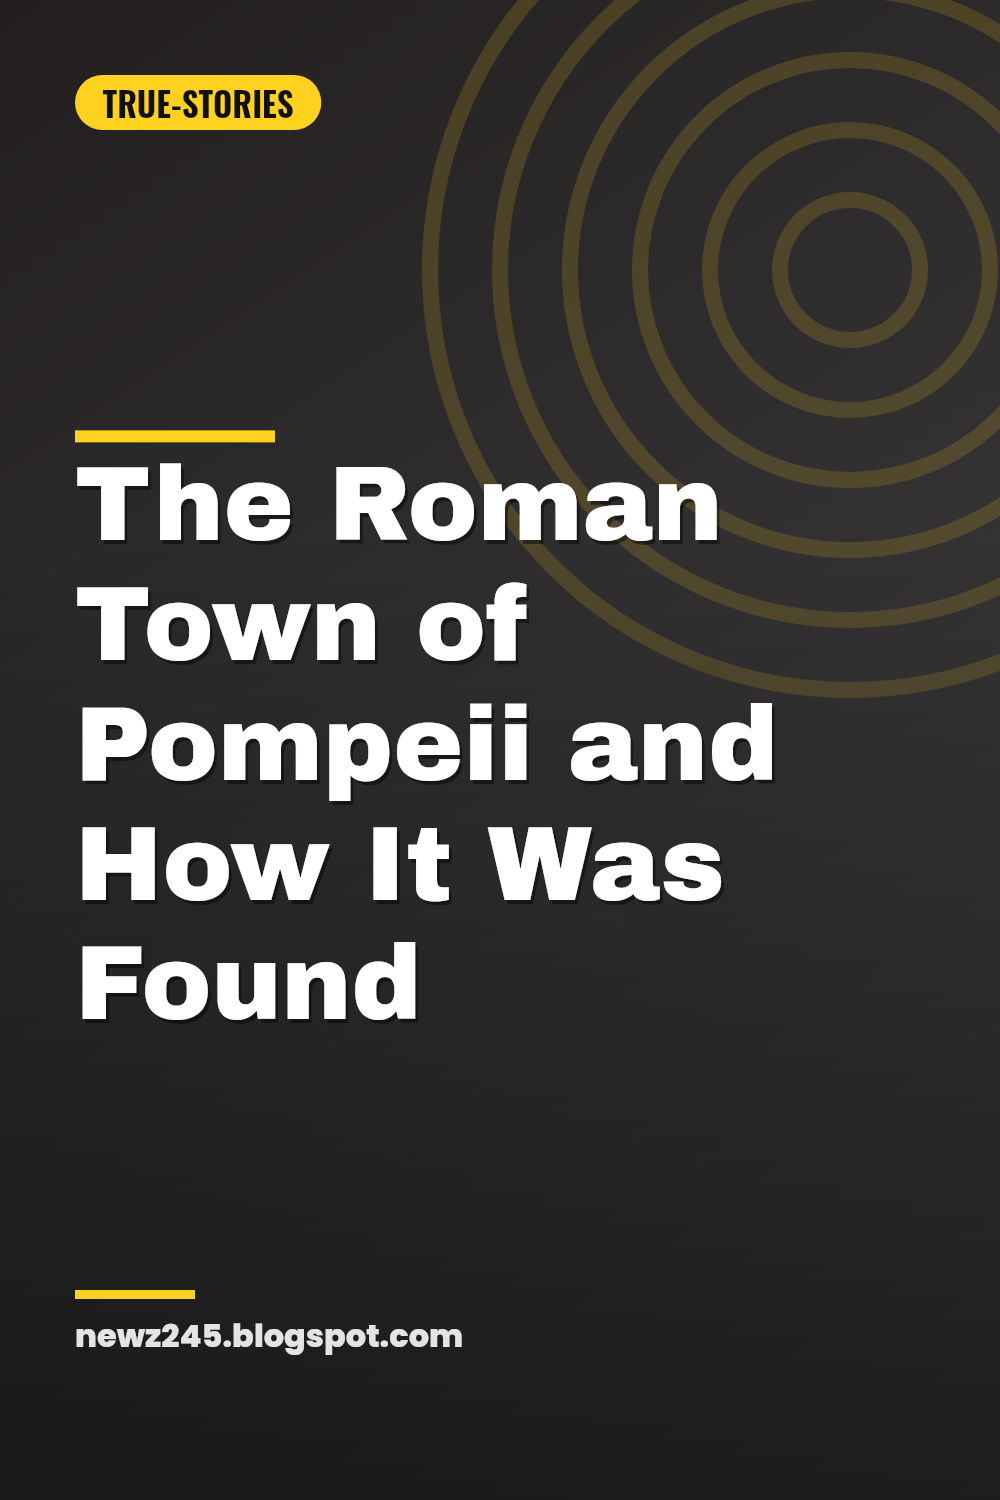 TRUE-STORIES
The Roman
Town of
Pompeii and
How It Was
Found
newz245.blogspot.com